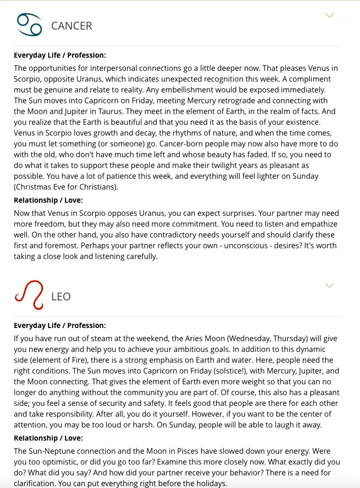 CANCER
Everyday Life / Profession:
The opportunities for interpersonal connections go a little deeper now. That pleases Venus in
Scorpio, opposite Uranus, which indicates unexpected recognition this week. A compliment
must be genuine and relate to reality. Any embellishment would be exposed immediately.
The Sun moves into Capricorn on Friday, meeting Mercury retrograde and connecting with
the Moon and Jupiter in Taurus. They meet in the element of Earth, in the realm of facts. And
you realize that the Earth is beautiful and that you need it as the basis of your existence.
Venus in Scorpio loves growth and decay, the rhythms of nature, and when the time comes,
you must let something (or someone) go. Cancer-born people may now also have more to do
with the old, who don't have much time left and whose beauty has faded. If so, you need to
do what it takes to support these people and make their twilight years as pleasant as
possible. You have a lot of patience this week, and everything will feel lighter on Sunday
(Christmas Eve for Christians).
Relationship / Love:
Now that Venus in Scorpio opposes Uranus, you can expect surprises. Your partner may need
more freedom, but they may also need more commitment. You need to listen and empathize
well. On the other hand, you also have contradictory needs yourself and should clarify these
first and foremost. Perhaps your partner reflects your own - unconscious - desires? It's worth
taking a close look and listening carefully.
LEO
Everyday Life / Profession:
If you have run out of steam at the weekend, the Aries Moon (Wednesday, Thursday) will give
you new energy and help you to achieve your ambitious goals. In addition to this dynamic
side (element of Fire), there is a strong emphasis on Earth and water. Here, people need the
right conditions. The Sun moves into Capricorn on Friday (solstice!), with Mercury, Jupiter, and
the Moon connecting. That gives the element of Earth even more weight so that you can no
longer do anything without the community you are part of. Of course, this also has a pleasant
side; you feel a sense of security and safety. It feels good that people are there for each other
and take responsibility. After all, you do it yourself. However, if you want to be the center of
attention, you may be too loud or harsh. On Sunday, people will be able to laugh it away.
Relationship / Love:
The Sun-Neptune connection and the Moon in Pisces have slowed down your energy. Were
you too optimistic, or did you go too far? Examine this more closely now. What exactly did you
do? What did you say? And how did your partner receive your behavior? There is a need for
clarification. You can put everything right before the holidays.